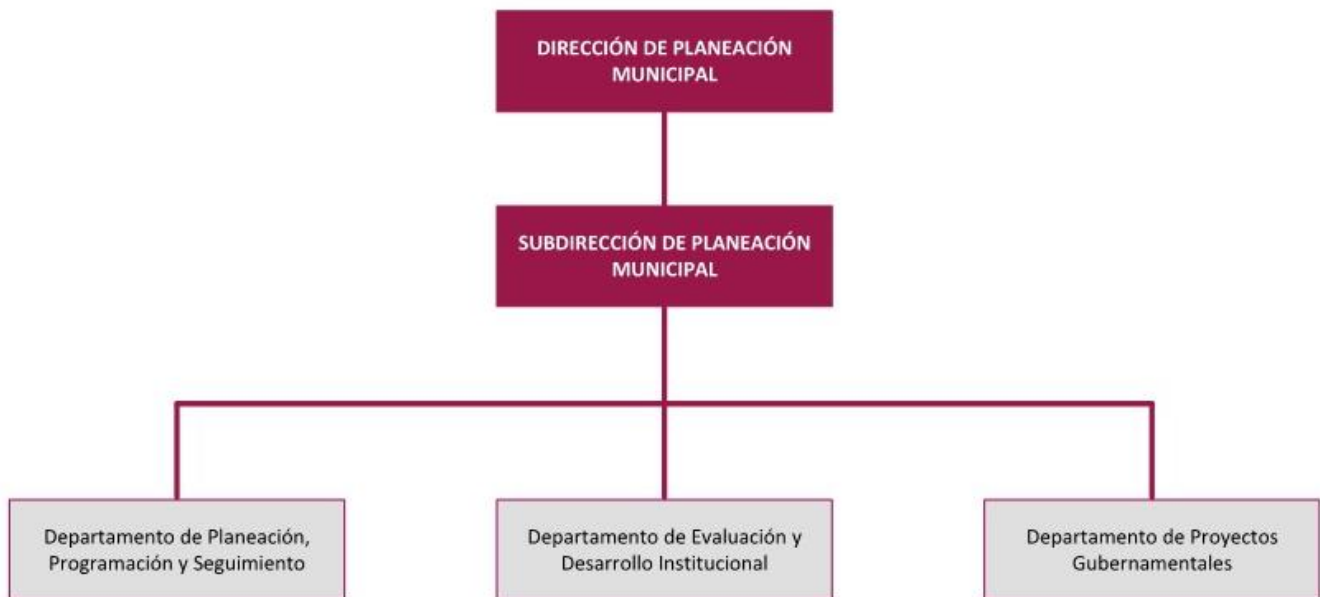 DIRECCIÓN DE PLANEACIÓN
MUNICIPAL
SUBDIRECCIÓN DE PLANEACIÓN
MUNICIPAL
Departamento de Planeación,
Programación y Seguimiento
Departamento de Evaluación y
Desarrollo Institucional
Departamento de Proyectos
Gubernamentales